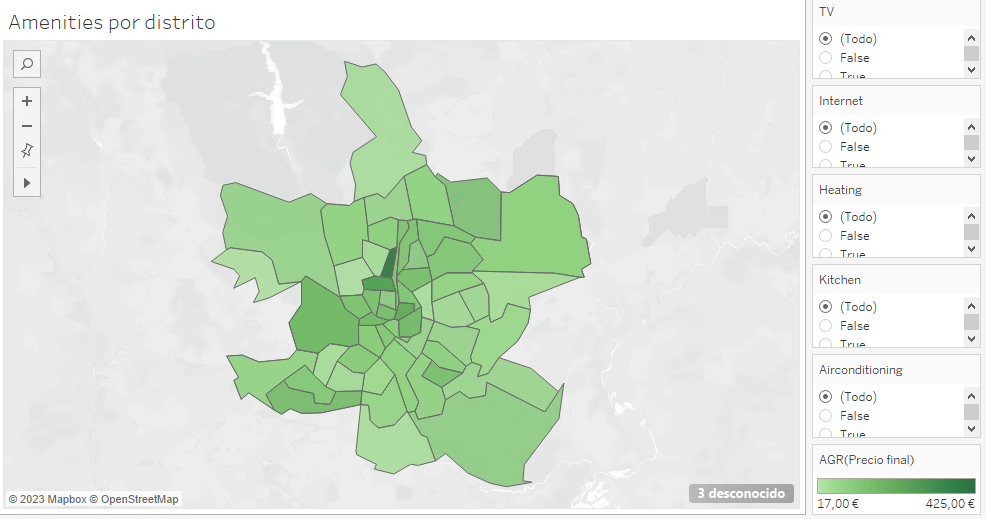 Amenities por distrito
© 2023 Mapbox © OpenStreetMap
3 desconocido
TV
(Todo)
False
True
Internet
(Todo)
False
True
Heating
(Todo)
False
True
Kitchen
(Todo)
False
True
Airconditioning
(Todo)
False
True
AGR(Precio final)
17,00 € 425,00 €